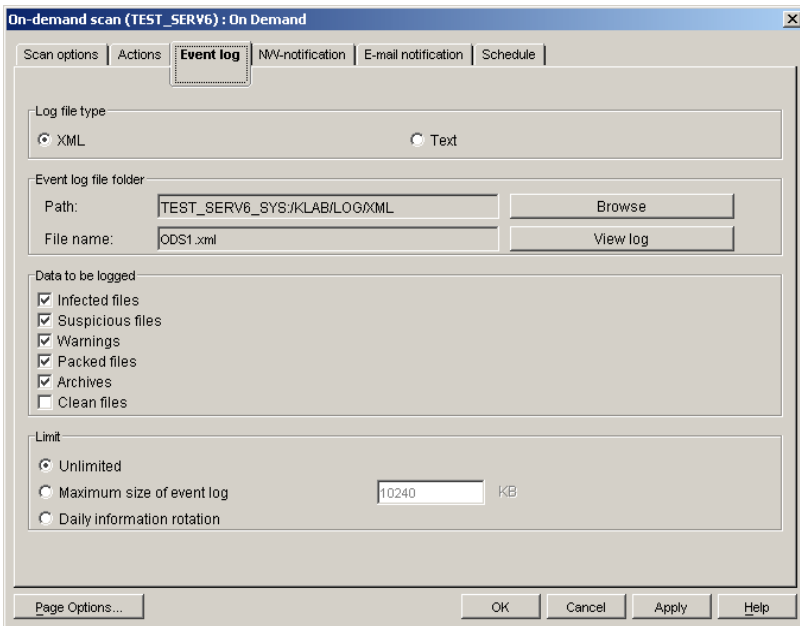 On-demand scan (TEST_SERV6) : On Demand
Scan options Actions Event log NW-notification E-mail notification Schedule
Log file type
XML Text
Event log file folder
Path: TEST_SERV6_SYS:/KLAB/LOG/XML Browse
File name: ODS1.xml View log
Data to be logged
Infected files
Suspicious files
Warnings
Packed files
Archives
Clean files
Limit
Unlimited
Maximum size of event log 10240 KB
Daily information rotation
Page Options... OK Cancel Apply Help